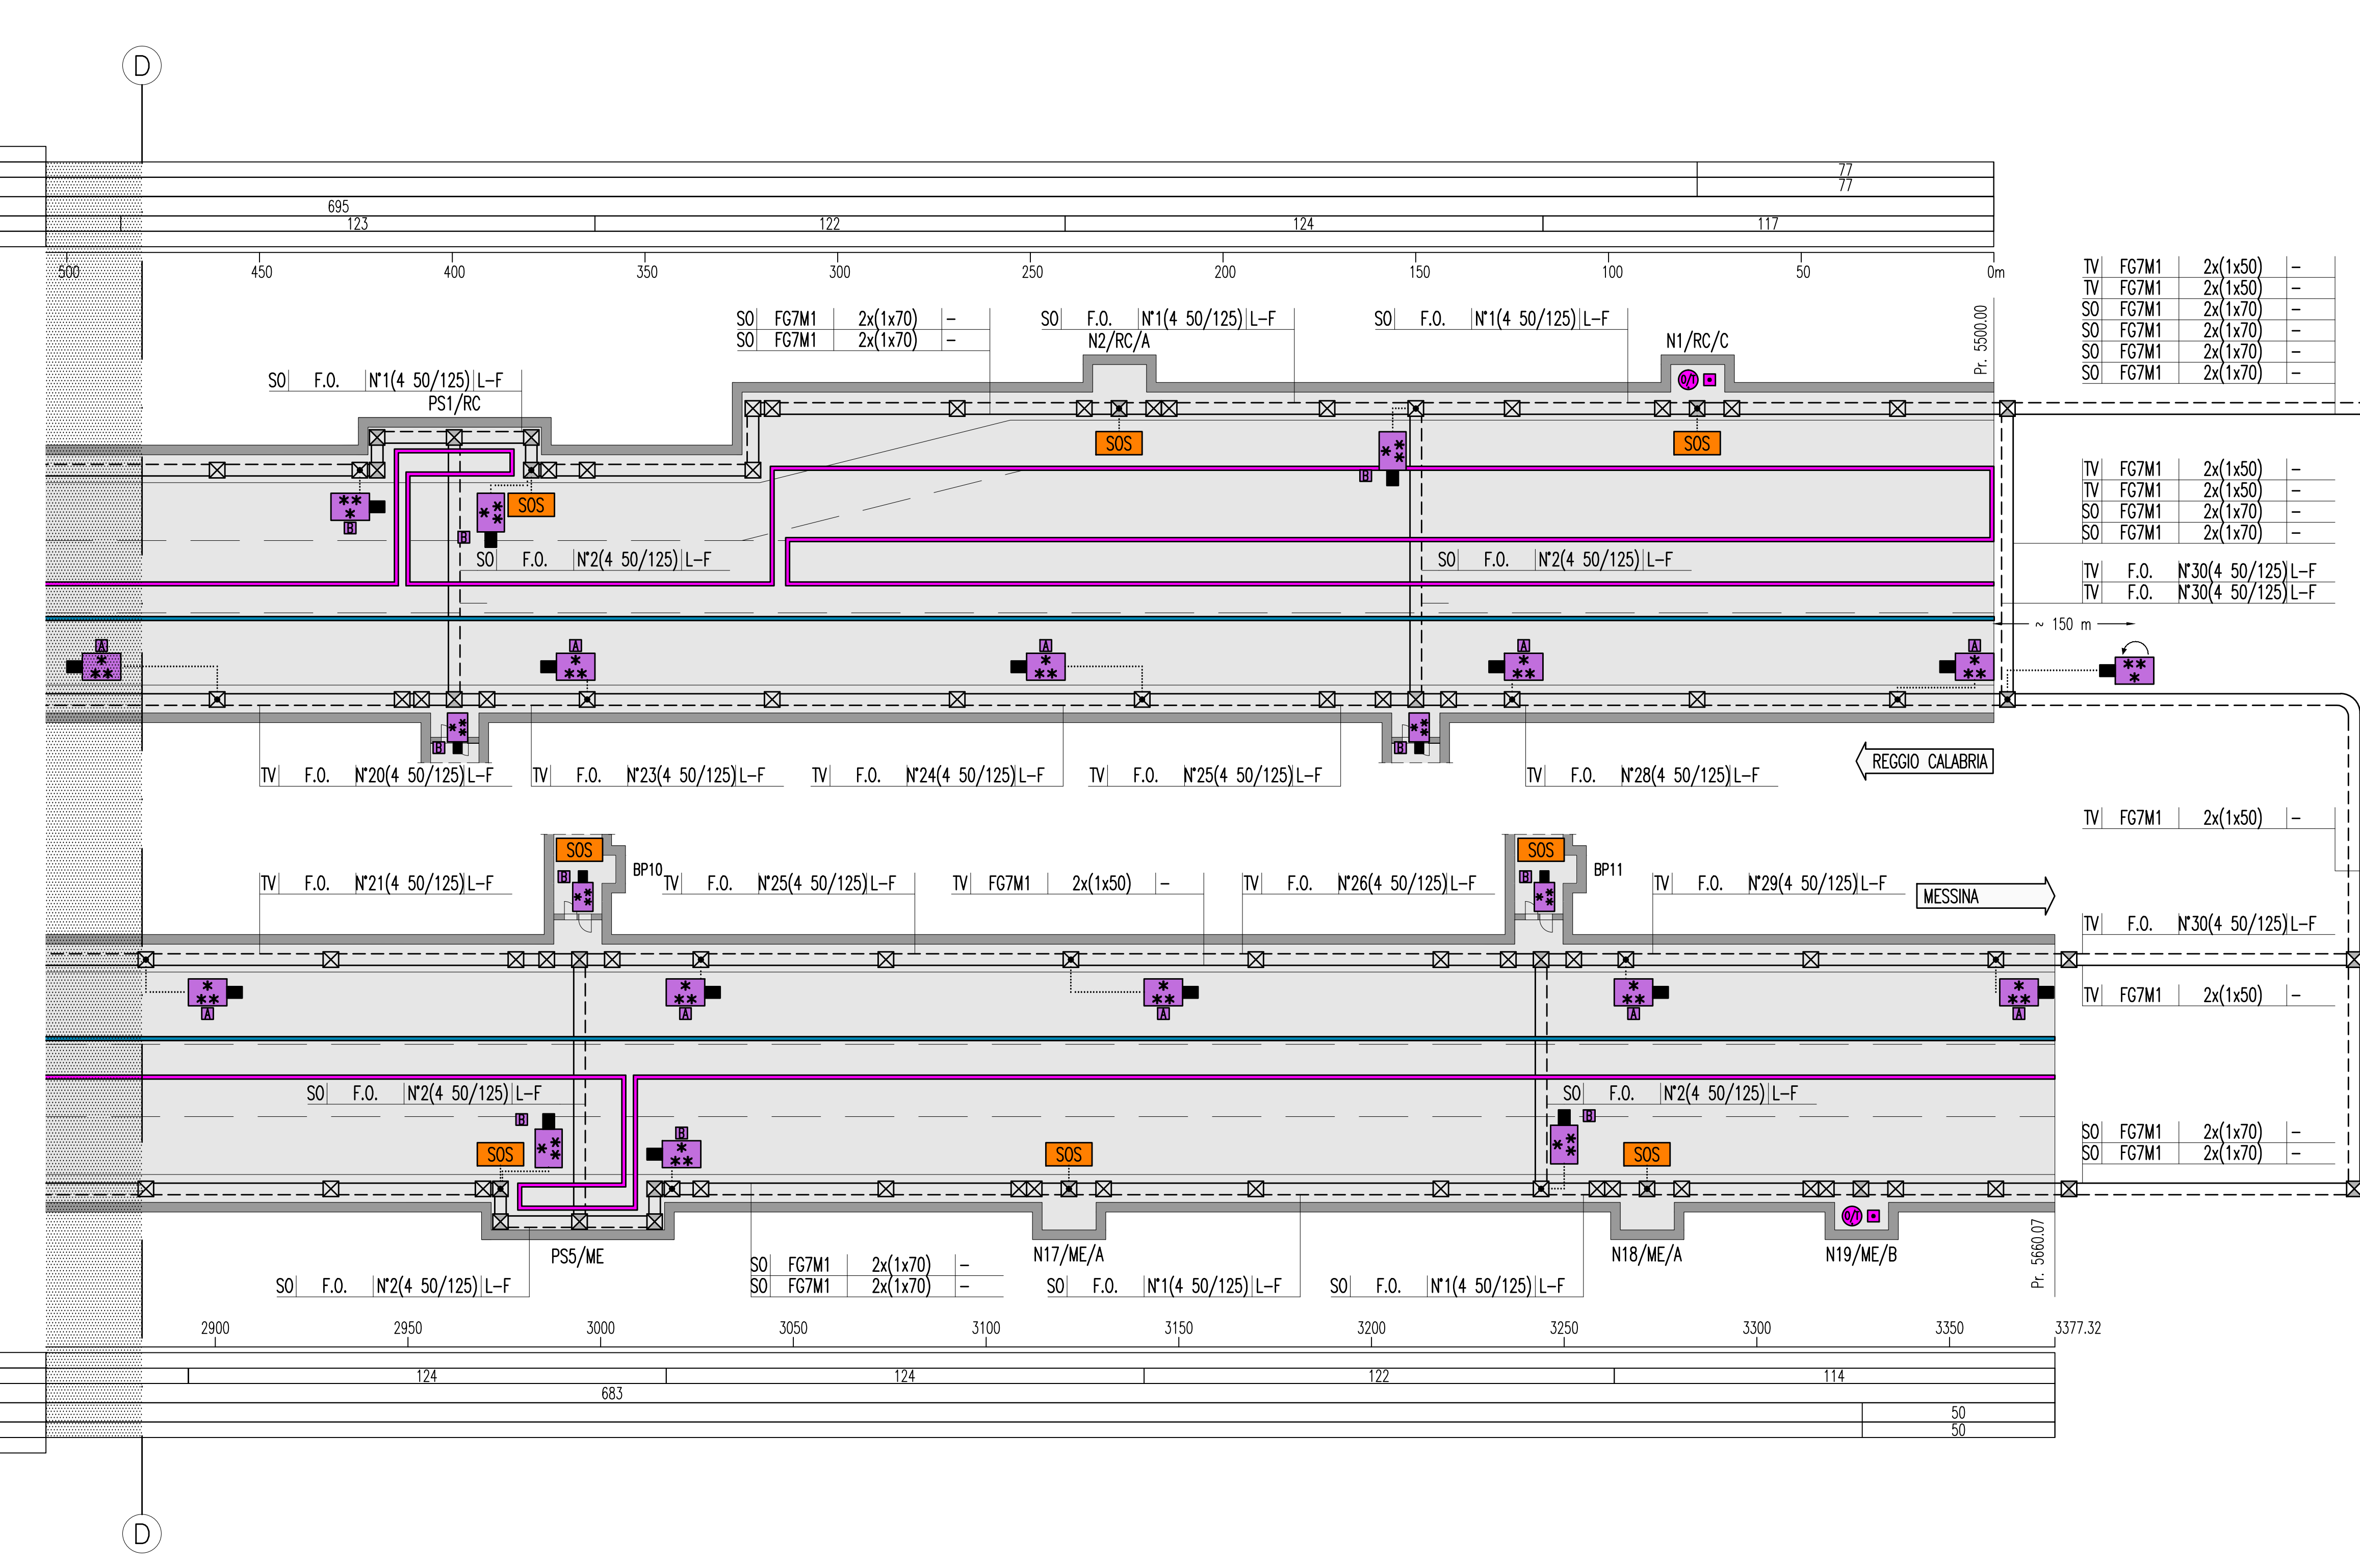 D
77
77
695
123 122 124 117
500 450 400 350 300 250 200 150 100 50 0m
Pr. 5500.00
TV FG7M1 2x(1x50) -
TV FG7M1 2x(1x50) -
SO FG7M1 2x(1x70) -
SO FG7M1 2x(1x70) -
SO FG7M1 2x(1x70) -
SO FG7M1 2x(1x70) -
SO FG7M1 2x(1x70) -
SO FG7M1 2x(1x70) -
SO F.O. N°1(4 50/125) L-F
N2/RC/A
SO F.O. N°1(4 50/125) L-F
N1/RC/C
O/I
SO F.O. N°1(4 50/125) L-F
PS1/RC
SOS
SOS
SOS
B
B
B
** *
** *
** *
TV FG7M1 2x(1x50) -
TV FG7M1 2x(1x50) -
SO FG7M1 2x(1x70) -
SO FG7M1 2x(1x70) -
SO F.O. N°2(4 50/125) L-F
SO F.O. N°2(4 50/125) L-F
TV F.O. N°30(4 50/125) L-F
TV F.O. N°30(4 50/125) L-F
~ 150 m
A A A A A
* ** * ** * ** * ** * ** ** *
** * ** *
B B
REGGIO CALABRIA
TV F.O. N°20(4 50/125) L-F
TV F.O. N°23(4 50/125) L-F
TV F.O. N°24(4 50/125) L-F
TV F.O. N°25(4 50/125) L-F
TV F.O. N°28(4 50/125) L-F
TV FG7M1 2x(1x50) -
SOS SOS
BP10
BP11
B B
** * ** *
TV F.O. N°21(4 50/125) L-F
TV F.O. N°25(4 50/125) L-F
TV FG7M1 2x(1x50) -
TV F.O. N°26(4 50/125) L-F
TV F.O. N°29(4 50/125) L-F
MESSINA
TV F.O. N°30(4 50/125) L-F
TV FG7M1 2x(1x50) -
* ** * ** * ** * ** * **
A A A A A
SO F.O. N°2(4 50/125) L-F
SO F.O. N°2(4 50/125) L-F
B B B
** * * ** ** *
SOS SOS SOS
SO FG7M1 2x(1x70) -
SO FG7M1 2x(1x70) -
O/I
PS5/ME
N17/ME/A
N18/ME/A
N19/ME/B
Pr. 5660.07
SO F.O. N°2(4 50/125) L-F
SO FG7M1 2x(1x70) -
SO FG7M1 2x(1x70) -
SO F.O. N°1(4 50/125) L-F
SO F.O. N°1(4 50/125) L-F
2900 2950 3000 3050 3100 3150 3200 3250 3300 3350 3377.32
124 124 122 114
683
50
50
D